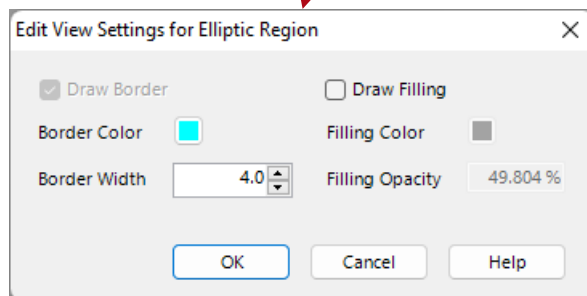 Edit View Settings for Elliptic Region
Draw Border Draw Filling
Border Color Filling Color
Border Width 4.0 Filling Opacity 49.804 %
OK Cancel Help